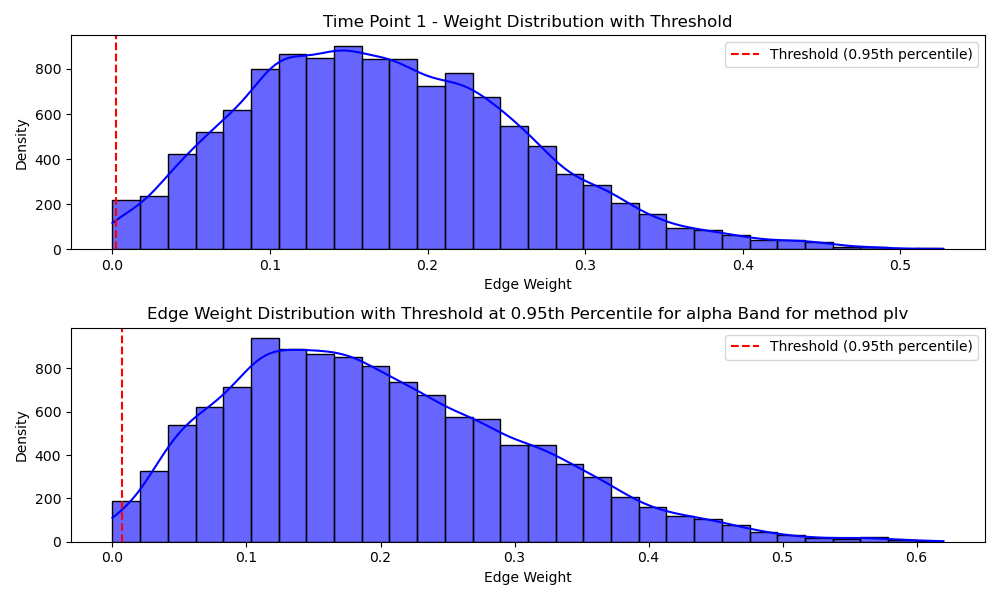 Time Point 1 - Weight Distribution with Threshold
Threshold (0.95th percentile)
Density
800
600
400
200
0
0.0 0.1 0.2 0.3 0.4 0.5
Edge Weight
Edge Weight Distribution with Threshold at 0.95th Percentile for alpha Band for method plv
Threshold (0.95th percentile)
Density
800
600
400
200
0
0.0 0.1 0.2 0.3 0.4 0.5 0.6
Edge Weight